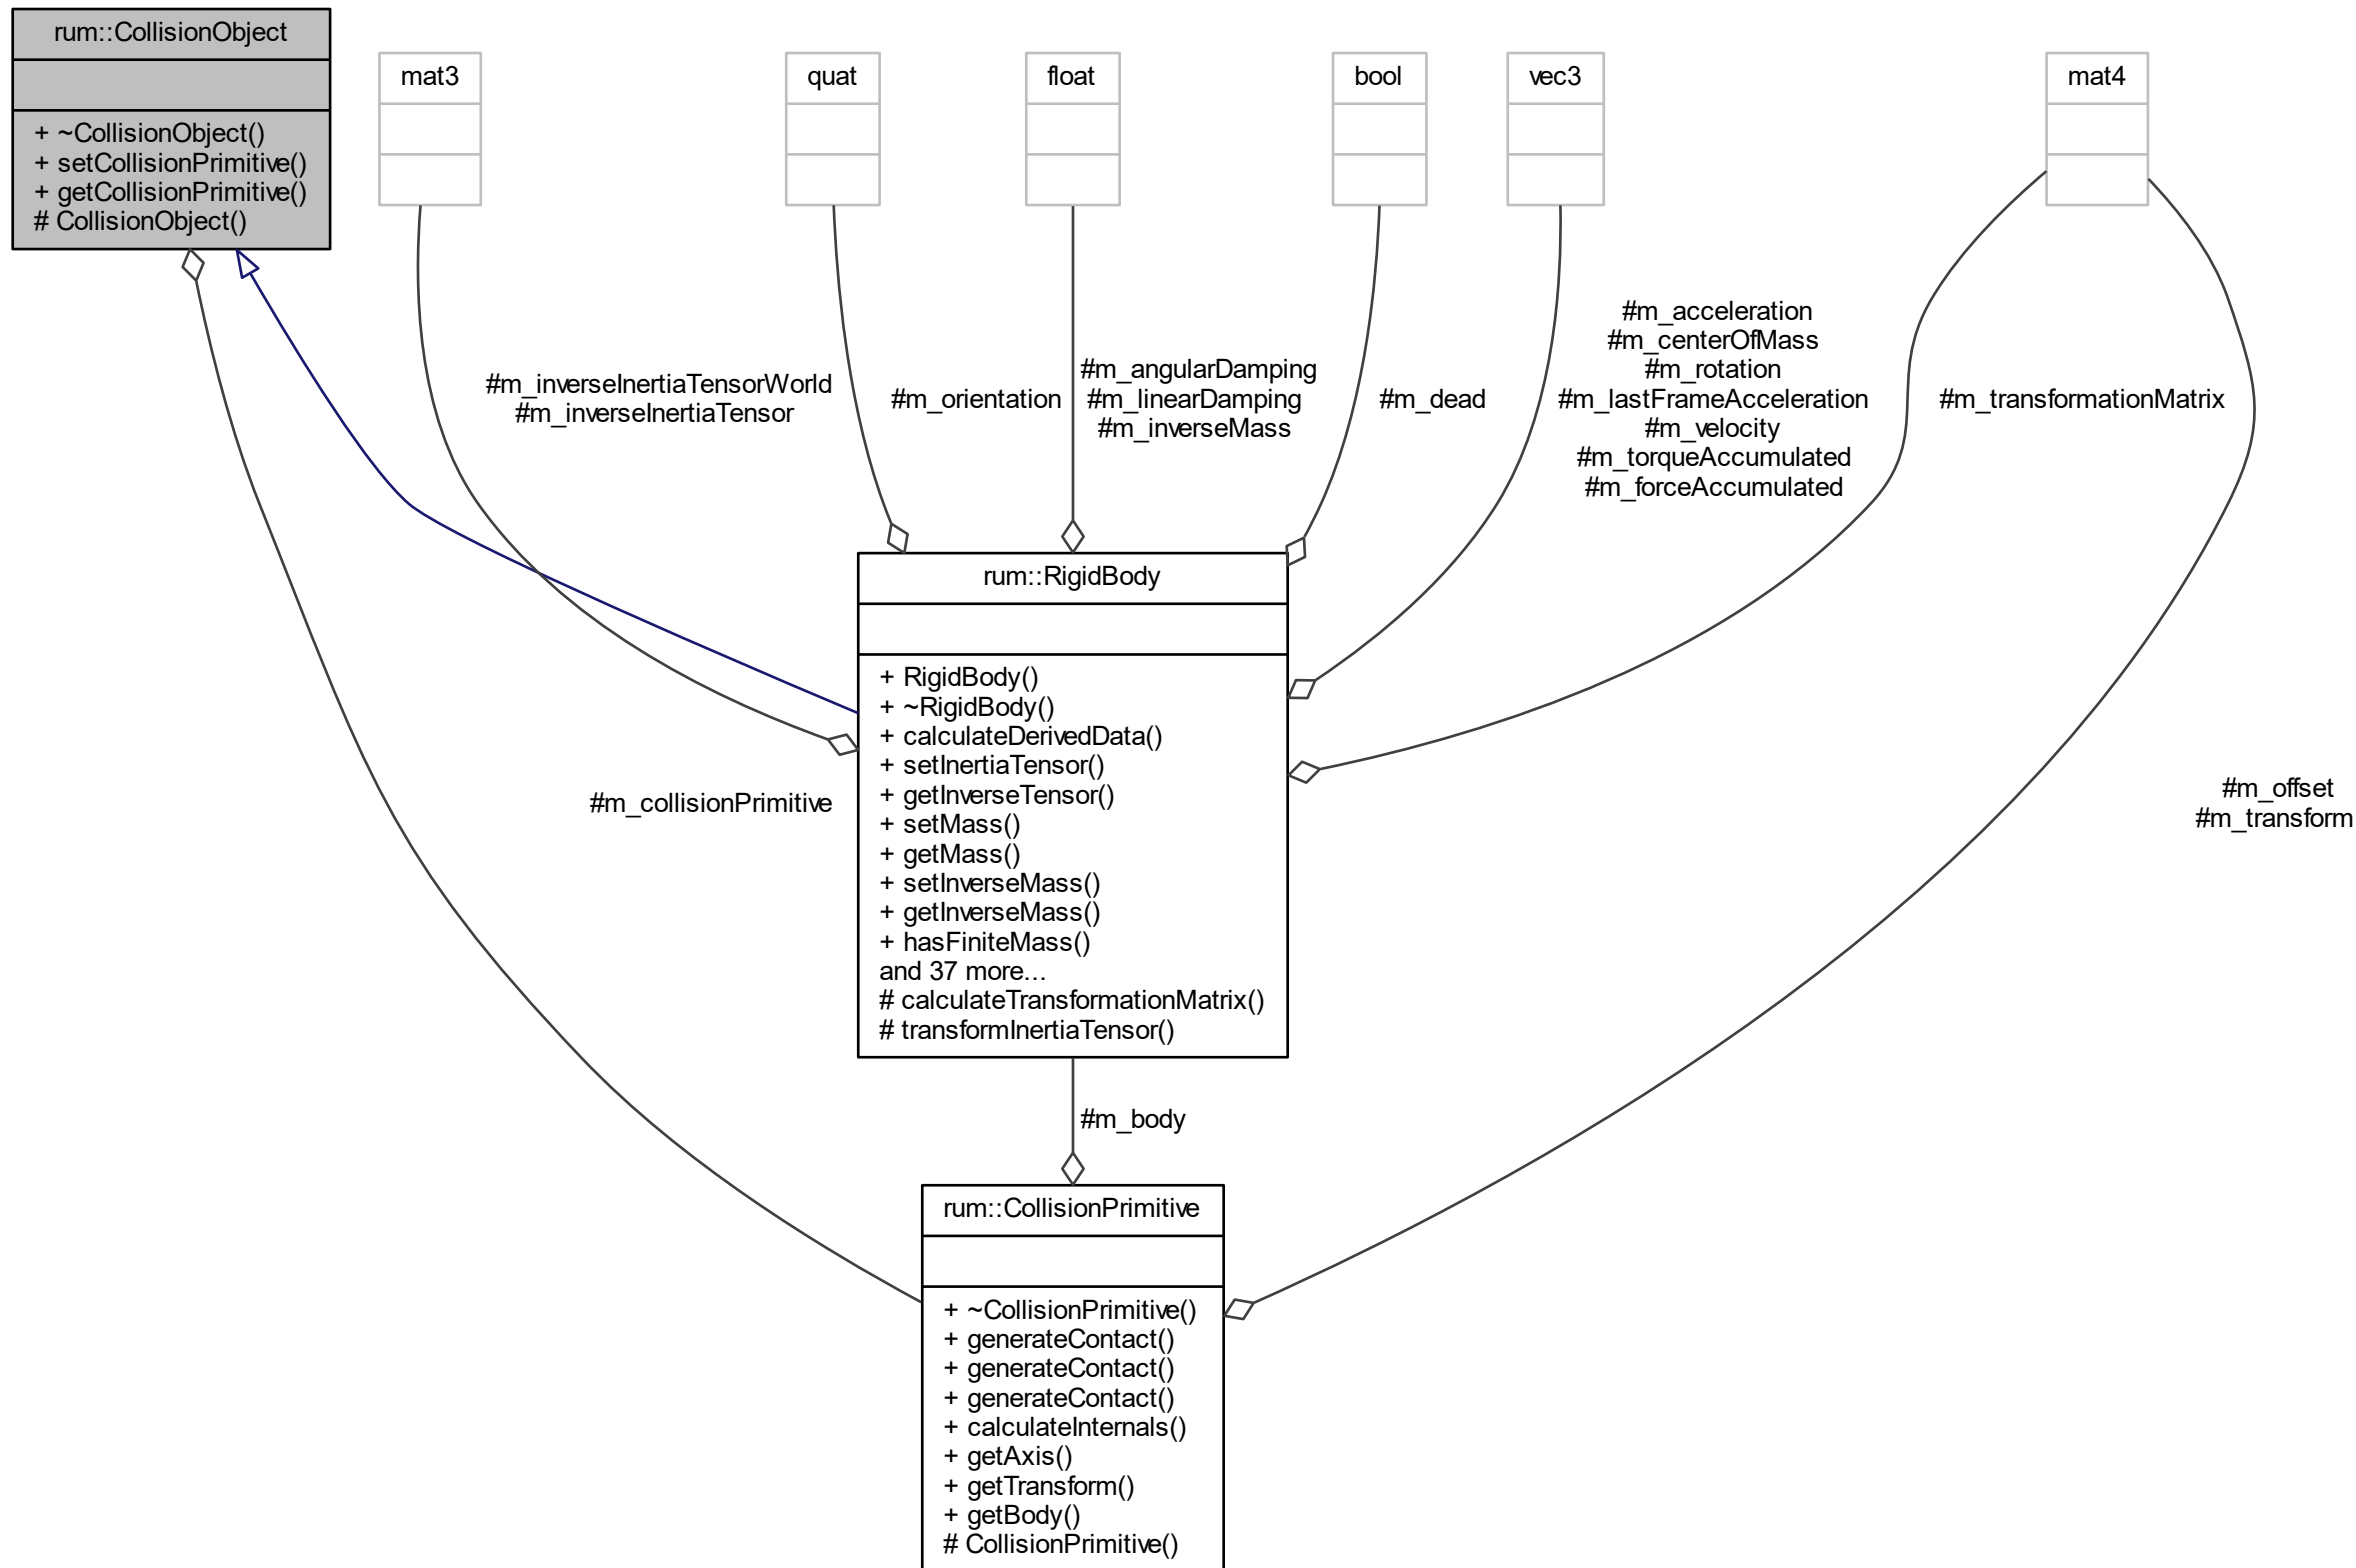 rum::CollisionObject
+ ~CollisionObject()
+ setCollisionPrimitive()
+ getCollisionPrimitive()
# CollisionObject()
mat3
quat
float
bool
vec3
mat4
#m_inverseInertiaTensorWorld
#m_inverseInertiaTensor
#m_orientation
#m_angularDamping
#m_linearDamping
#m_inverseMass
#m_dead
#m_acceleration
#m_centerOfMass
#m_rotation
#m_lastFrameAcceleration
#m_velocity
#m_torqueAccumulated
#m_forceAccumulated
#m_transformationMatrix
rum::RigidBody
+ RigidBody()
+ ~RigidBody()
+ calculateDerivedData()
+ setInertiaTensor()
+ getInverseTensor()
+ setMass()
+ getMass()
+ setInverseMass()
+ getInverseMass()
+ hasFiniteMass()
and 37 more...
# calculateTransformationMatrix()
# transformInertiaTensor()
#m_collisionPrimitive
#m_offset
#m_transform
#m_body
rum::CollisionPrimitive
+ ~CollisionPrimitive()
+ generateContact()
+ generateContact()
+ generateContact()
+ calculateInternals()
+ getAxis()
+ getTransform()
+ getBody()
# CollisionPrimitive()